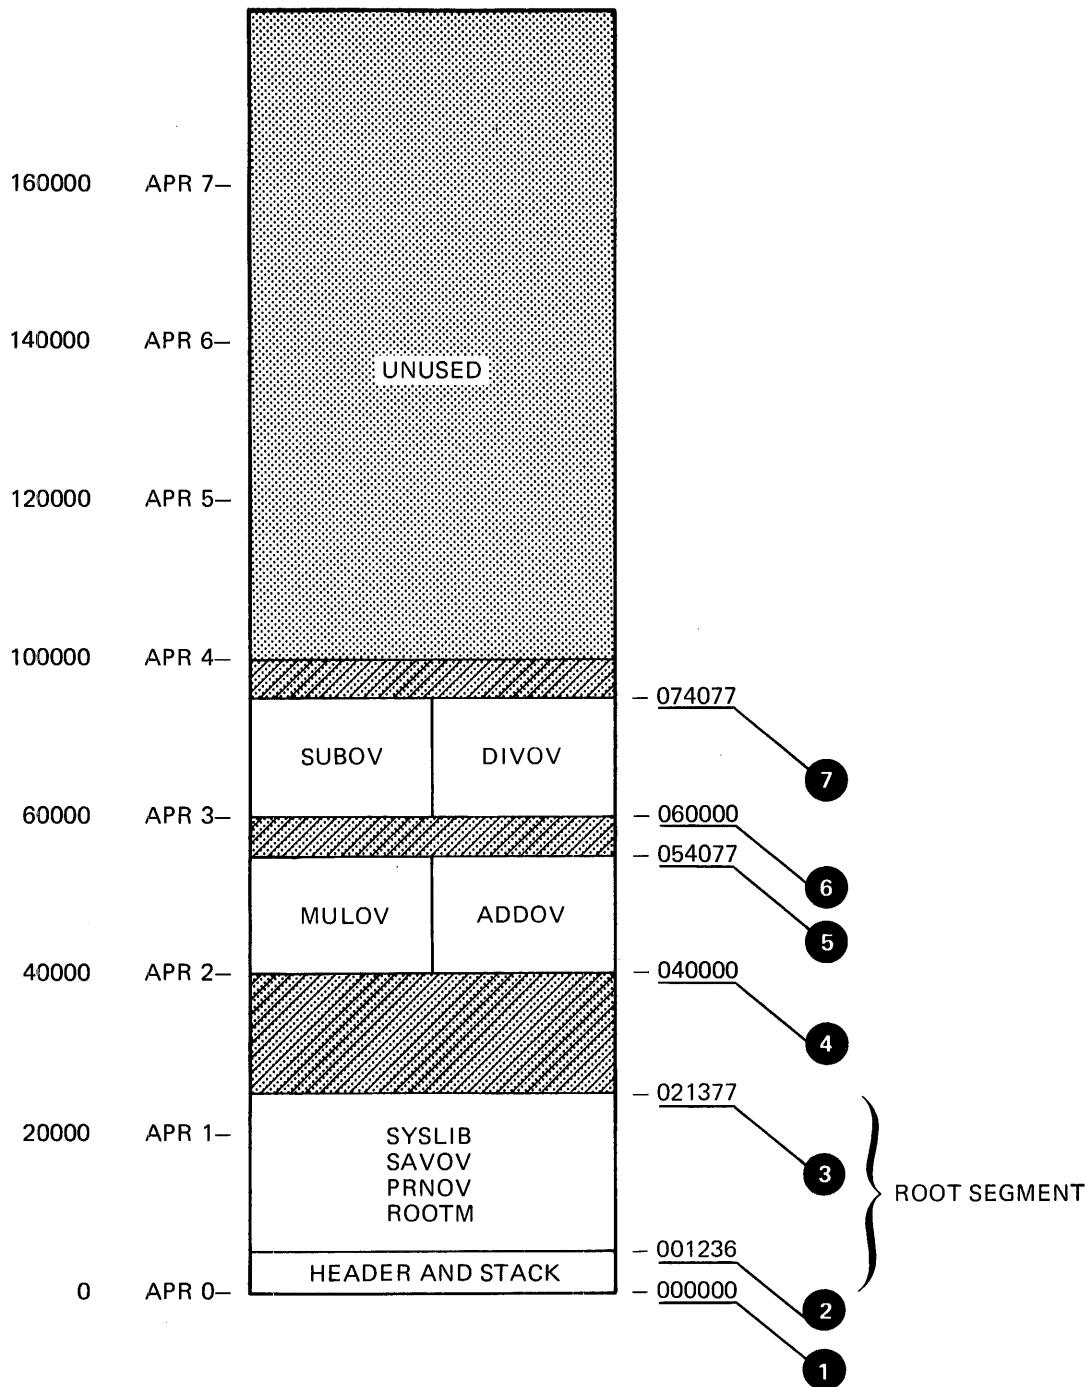 160000 APR 7–
140000 APR 6–
UNUSED
120000 APR 5–
100000 APR 4–
– 074077
SUBOV DIVOV
7
60000 APR 3–
– 060000
– 054077
6
MULOV ADDOV
5
40000 APR 2–
– 040000
4
– 021377
20000 APR 1–
SYSLIB
SAVOV
3
PRNOV
ROOT SEGMENT
ROOTM
– 001236
HEADER AND STACK
0 APR 0–
– 000000
2
1